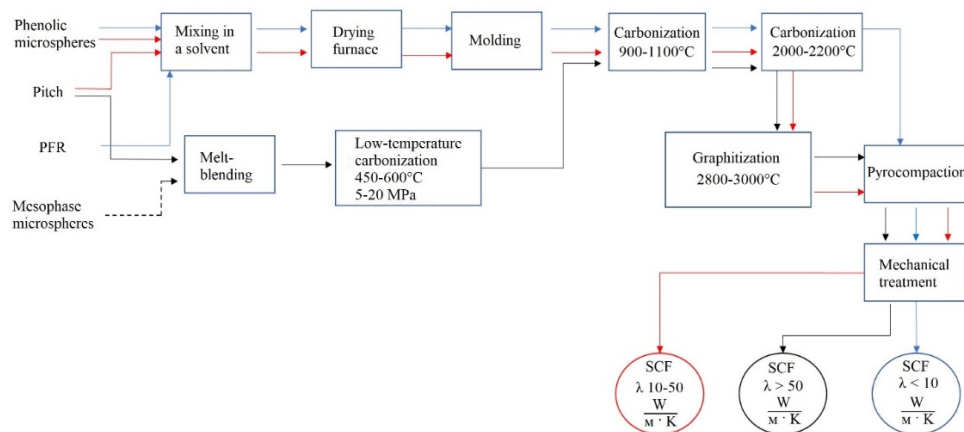 Phenolic
microspheres
Pitch
PFR
Mesophase
microspheres
Mixing in
a solvent
Drying
furnace
Molding
Carbonization
900-1100°C
Carbonization
2000-2200°C
Melt-
blending
Low-temperature
carbonization
450-600°C
5-20 MPa
Graphitization
2800-3000°C
Pyrocompaction
Mechanical
treatment
SCF
λ 10-50
W
м · K
SCF
λ > 50
W
м · K
SCF
λ < 10
W
м · K